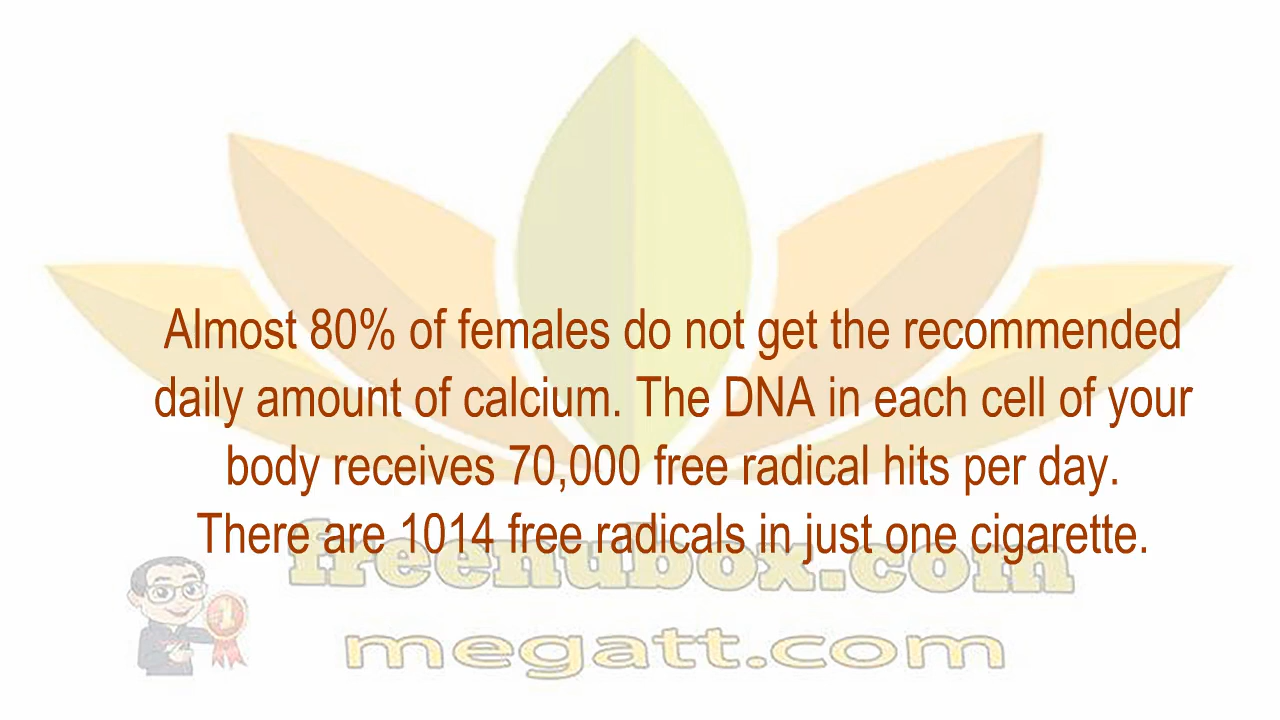 Almost 80% of females do not get the recommended
daily amount of calcium. The DNA in each cell of your
body receives 70,000 free radical hits per day.
There are 1014 free radicals in just one cigarette.
freenubox.com
1
megatt.com